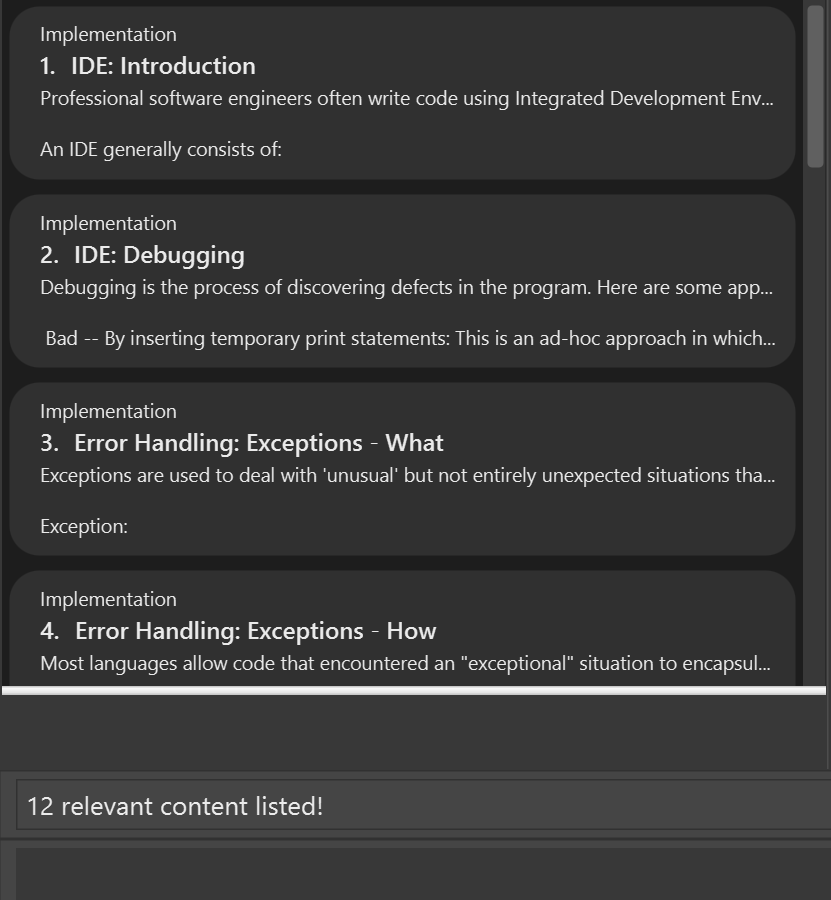 Implementation
1. IDE: Introduction
Professional software engineers often write code using Integrated Development Env...
An IDE generally consists of:
Implementation
2. IDE: Debugging
Debugging is the process of discovering defects in the program. Here are some app...
Bad -- By inserting temporary print statements: This is an ad-hoc approach in which...
Implementation
3. Error Handling: Exceptions - What
Exceptions are used to deal with 'unusual' but not entirely unexpected situations tha...
Exception:
Implementation
4. Error Handling: Exceptions - How
Most languages allow code that encountered an "exceptional" situation to encapsul...
12 relevant content listed!